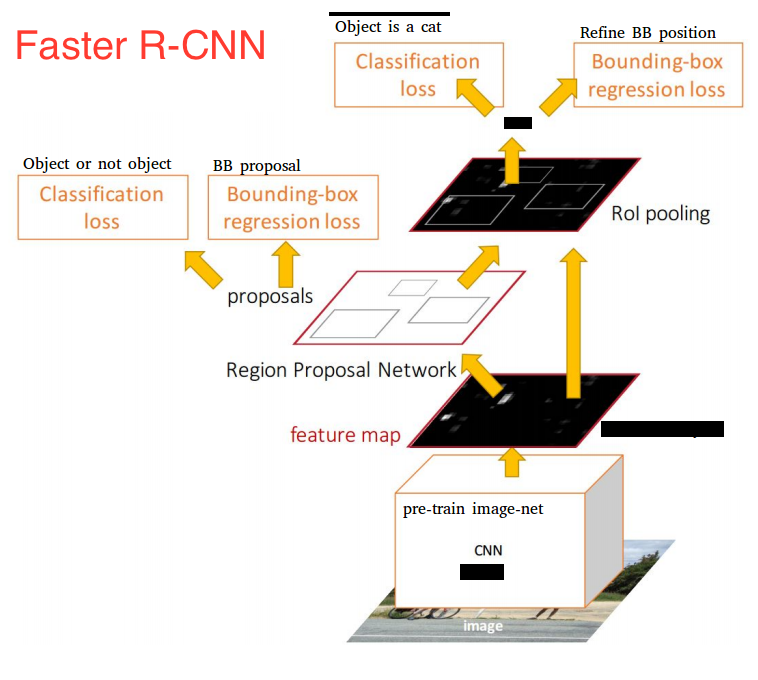 Faster R-CNN
Object is a cat
Classification
loss
Refine BB position
Bounding-box
regression loss
Object or not object
Classification
loss
BB proposal
Bounding-box
regression loss
RoI pooling
proposals
Region Proposal Network
feature map
pre-train image-net
CNN
image